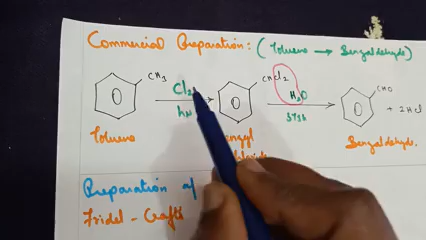 Commercial Preparation: (Toluene → Benzaldehyde)
CH3 CHCl2 CHO
Cl2 H2O
hν 373k + 2HCl
Toluene Benzaldehyde.
Preparation of
Fridel - Crafts